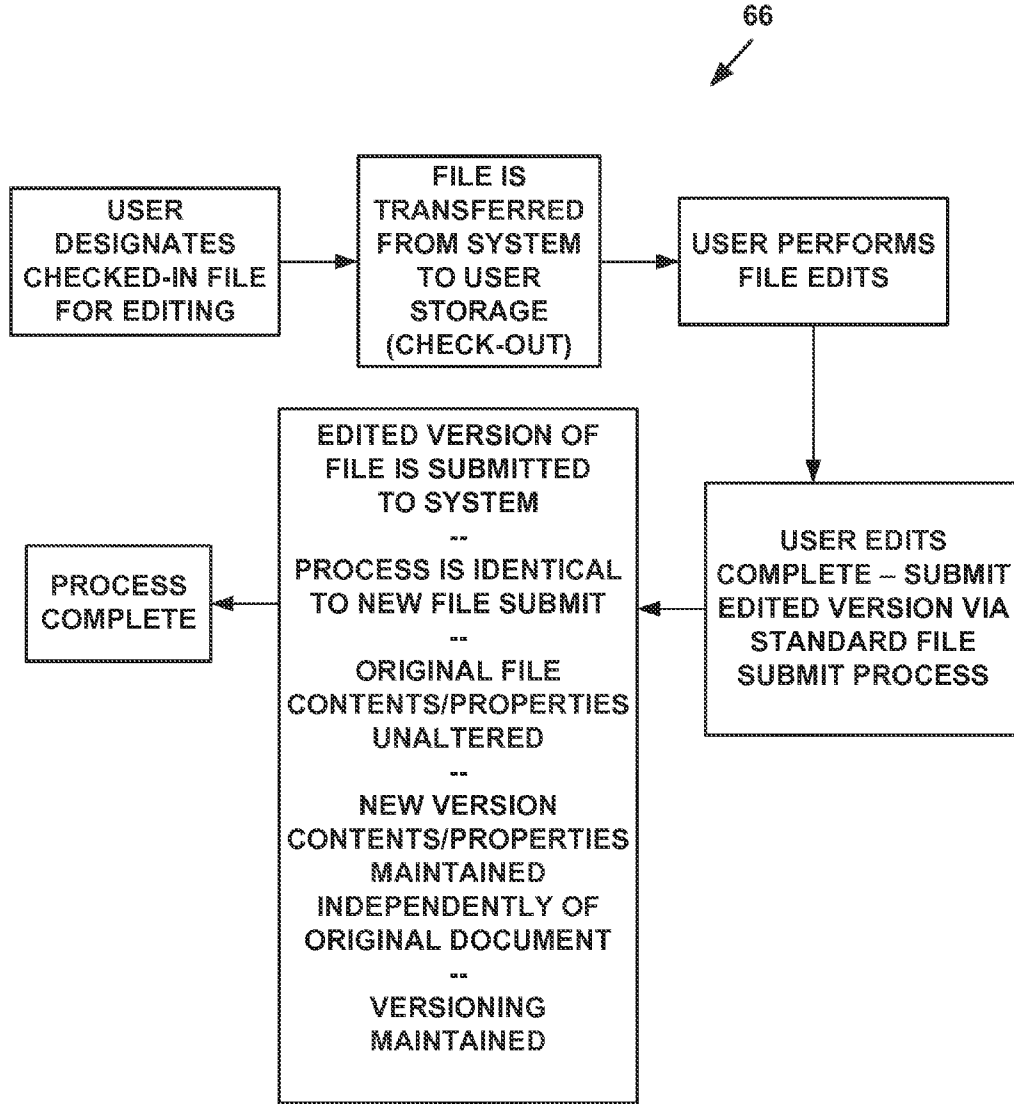 66
USER
DESIGNATES
CHECKED-IN FILE
FOR EDITING
FILE IS
TRANSFERRED
FROM SYSTEM
TO USER
STORAGE
(CHECK-OUT)
USER PERFORMS
FILE EDITS
USER EDITS
COMPLETE – SUBMIT
EDITED VERSION VIA
STANDARD FILE
SUBMIT PROCESS
EDITED VERSION OF
FILE IS SUBMITTED
TO SYSTEM
--
PROCESS IS IDENTICAL
TO NEW FILE SUBMIT
--
ORIGINAL FILE
CONTENTS/PROPERTIES
UNALTERED
--
NEW VERSION
CONTENTS/PROPERTIES
MAINTAINED
INDEPENDENTLY OF
ORIGINAL DOCUMENT
--
VERSIONING
MAINTAINED
PROCESS
COMPLETE